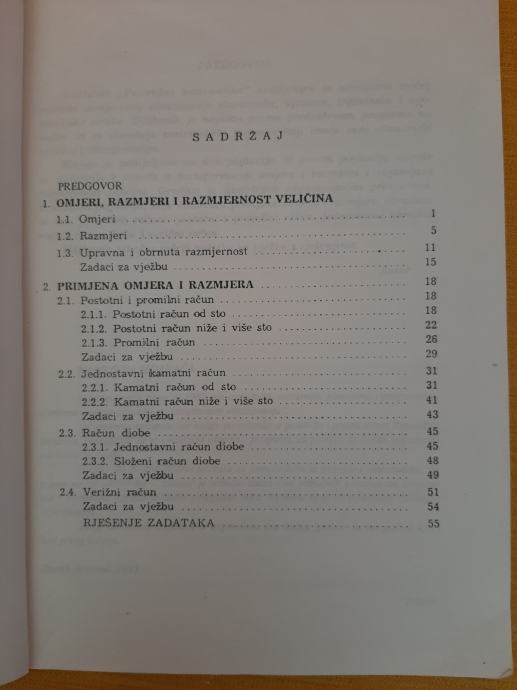 SADRŽAJ
PREDGOVOR
1. OMJERI, RAZMJERI I RAZMJERNOST VELIČINA
1.1. Omjeri 1
1.2. Razmjeri 5
1.3. Upravna i obrnuta razmjernost 11
Zadaci za vježbu 15
2. PRIMJENA OMJERA I RAZMJERA 18
2.1. Postotni i promilni račun 18
2.1.1. Postotni račun od sto 18
2.1.2. Postotni račun niže i više sto 22
2.1.3. Promilni račun 26
Zadaci za vježbu 29
2.2. Jednostavni kamatni račun 31
2.2.1. Kamatni račun od sto 31
2.2.2. Kamatni račun niže i više sto 41
Zadaci za vježbu 43
2.3. Račun diobe 45
2.3.1. Jednostavni račun diobe 45
2.3.2. Složeni račun diobe 48
Zadaci za vježbu 49
2.4. Verižni račun 51
Zadaci za vježbu 54
RJEŠENJE ZADATAKA 55